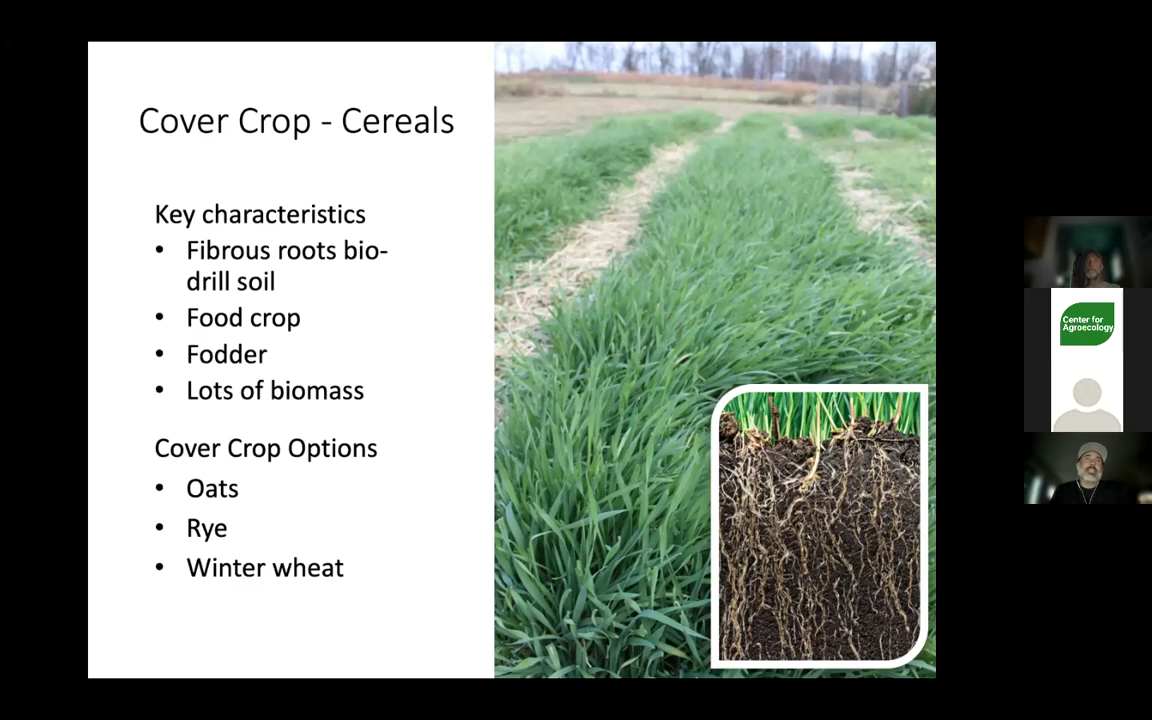 Cover Crop - Cereals
Key characteristics
• Fibrous roots bio-
drill soil
• Food crop
• Fodder
• Lots of biomass
Cover Crop Options
• Oats
• Rye
• Winter wheat
Center for
Agroecology